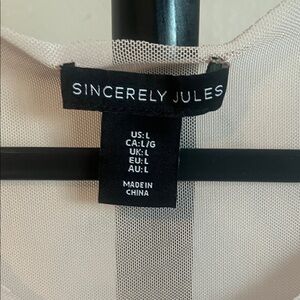 SINCERELY JULES
US: L
CA: L/G
UK: L
EU: L
AU: L
MADE IN
CHINA